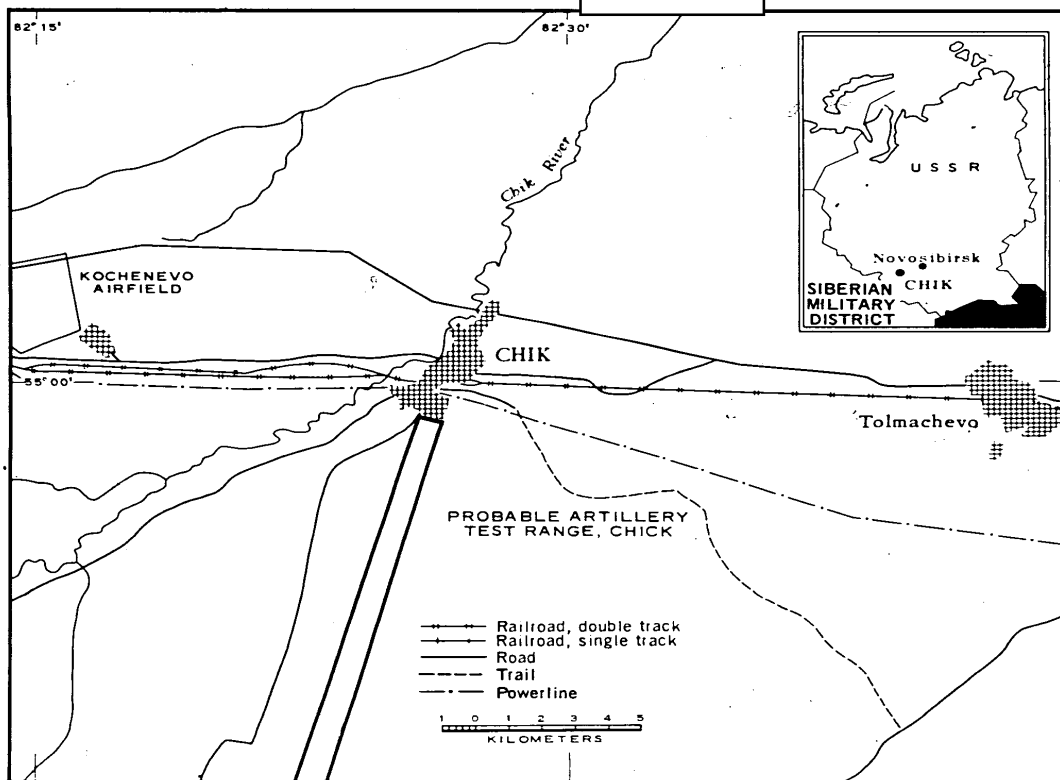 82° 15'
82° 30'
Chik River
U S S R
Novosibirsk
CHIK
SIBERIAN
MILITARY
DISTRICT
KOCHENEVO
AIRFIELD
CHIK
55° 00'
Tolmachevo
PROBABLE ARTILLERY
TEST RANGE, CHICK
Railroad, double track
Railroad, single track
Road
Trail
Powerline
1 0 1 2 3 4 5
KILOMETERS